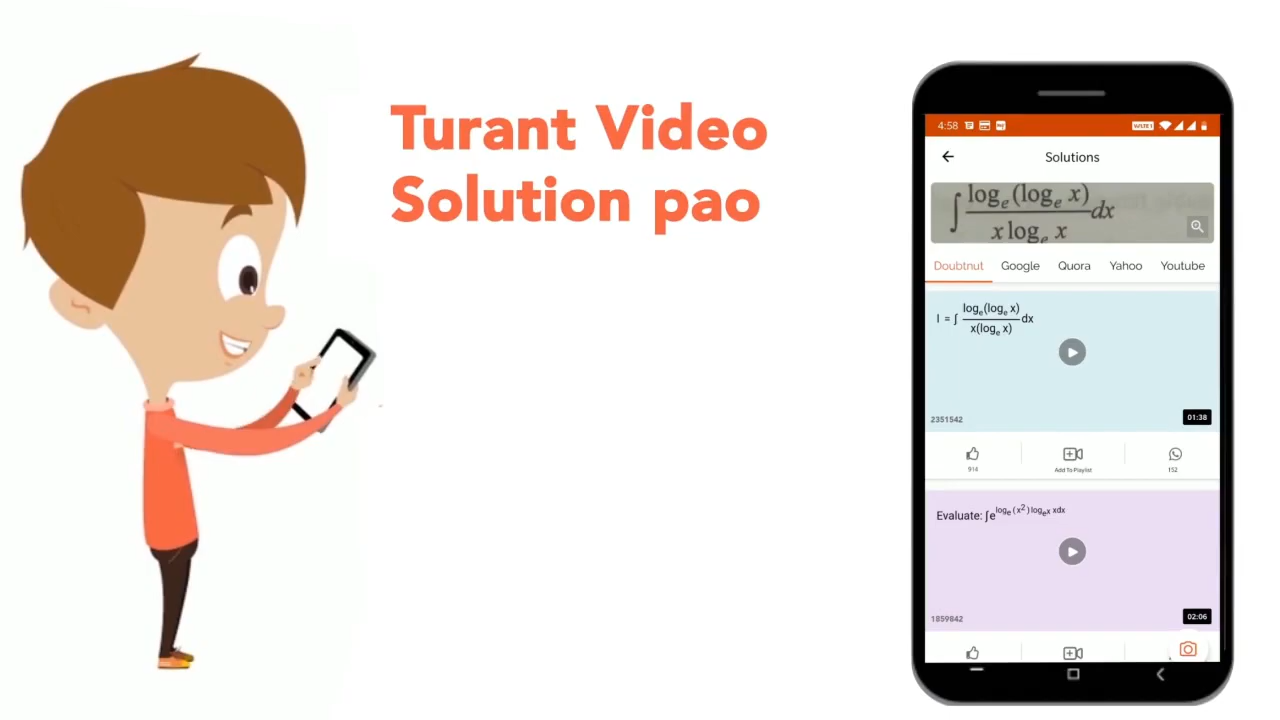 Turant Video
Solution pao
4:58
VoLTE1
Solutions
∫ logₑ (logₑ x) / x logₑ x dx
Doubtnut Google Quora Yahoo Youtube
I = ∫ logₑ(logₑ x) / x(logₑ x) dx
2351542 01:38
914 Add To Playlist 152
Evaluate: ∫e^logₑ (x²) logₑx xdx
1859842 02:06